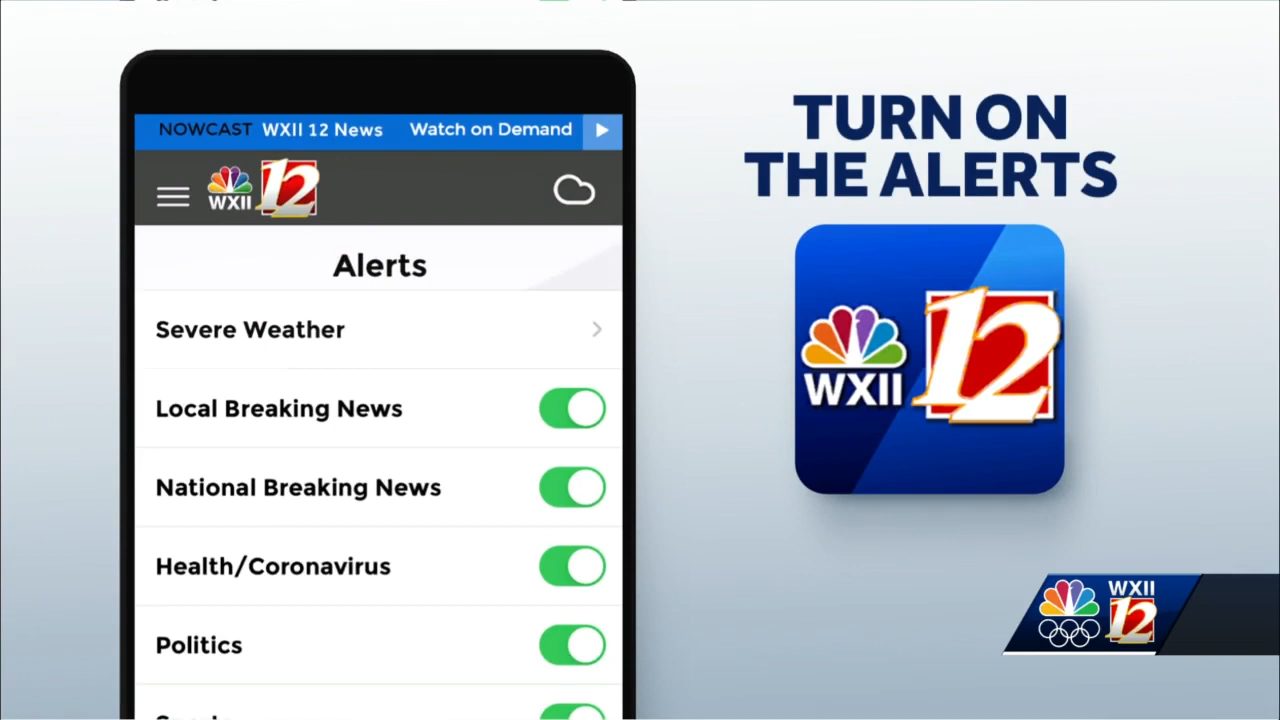 NOWCAST WXII 12 News Watch on Demand
WXII 12
Alerts
Severe Weather
Local Breaking News
National Breaking News
Health/Coronavirus
Politics
TURN ON
THE ALERTS
WXII 12
WXII
12